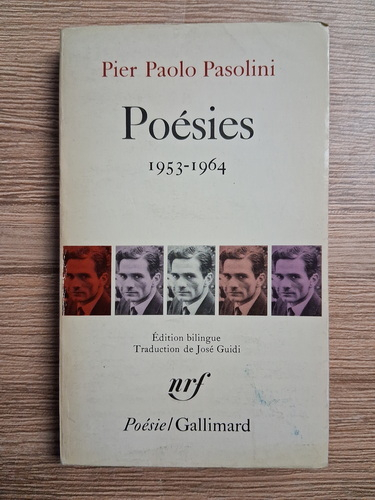 Pier Paolo Pasolini
Poésies
1953-1964
Édition bilingue
Traduction de José Guidi
nrf
Poésie/Gallimard